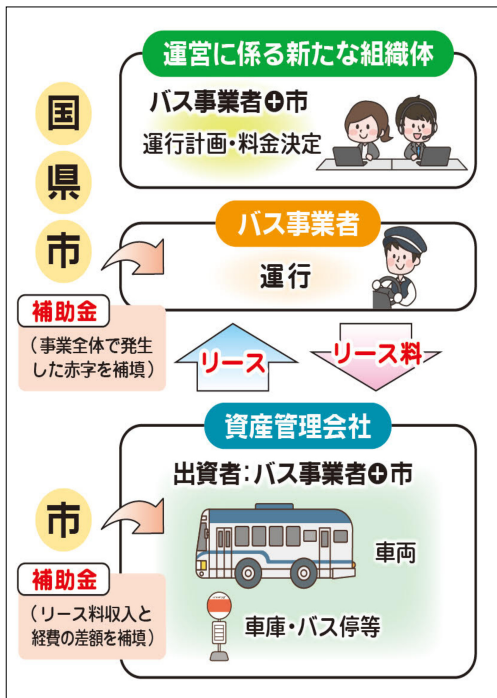 運営に係る新たな組織体
バス事業者+市
運行計画・料金決定
国
県
市
バス事業者
運行
補助金
(事業全体で発生
した赤字を補填)
リース
リース料
資産管理会社
出資者:バス事業者+市
車両
車庫・バス停等
市
補助金
(リース料収入と
経費の差額を補填)